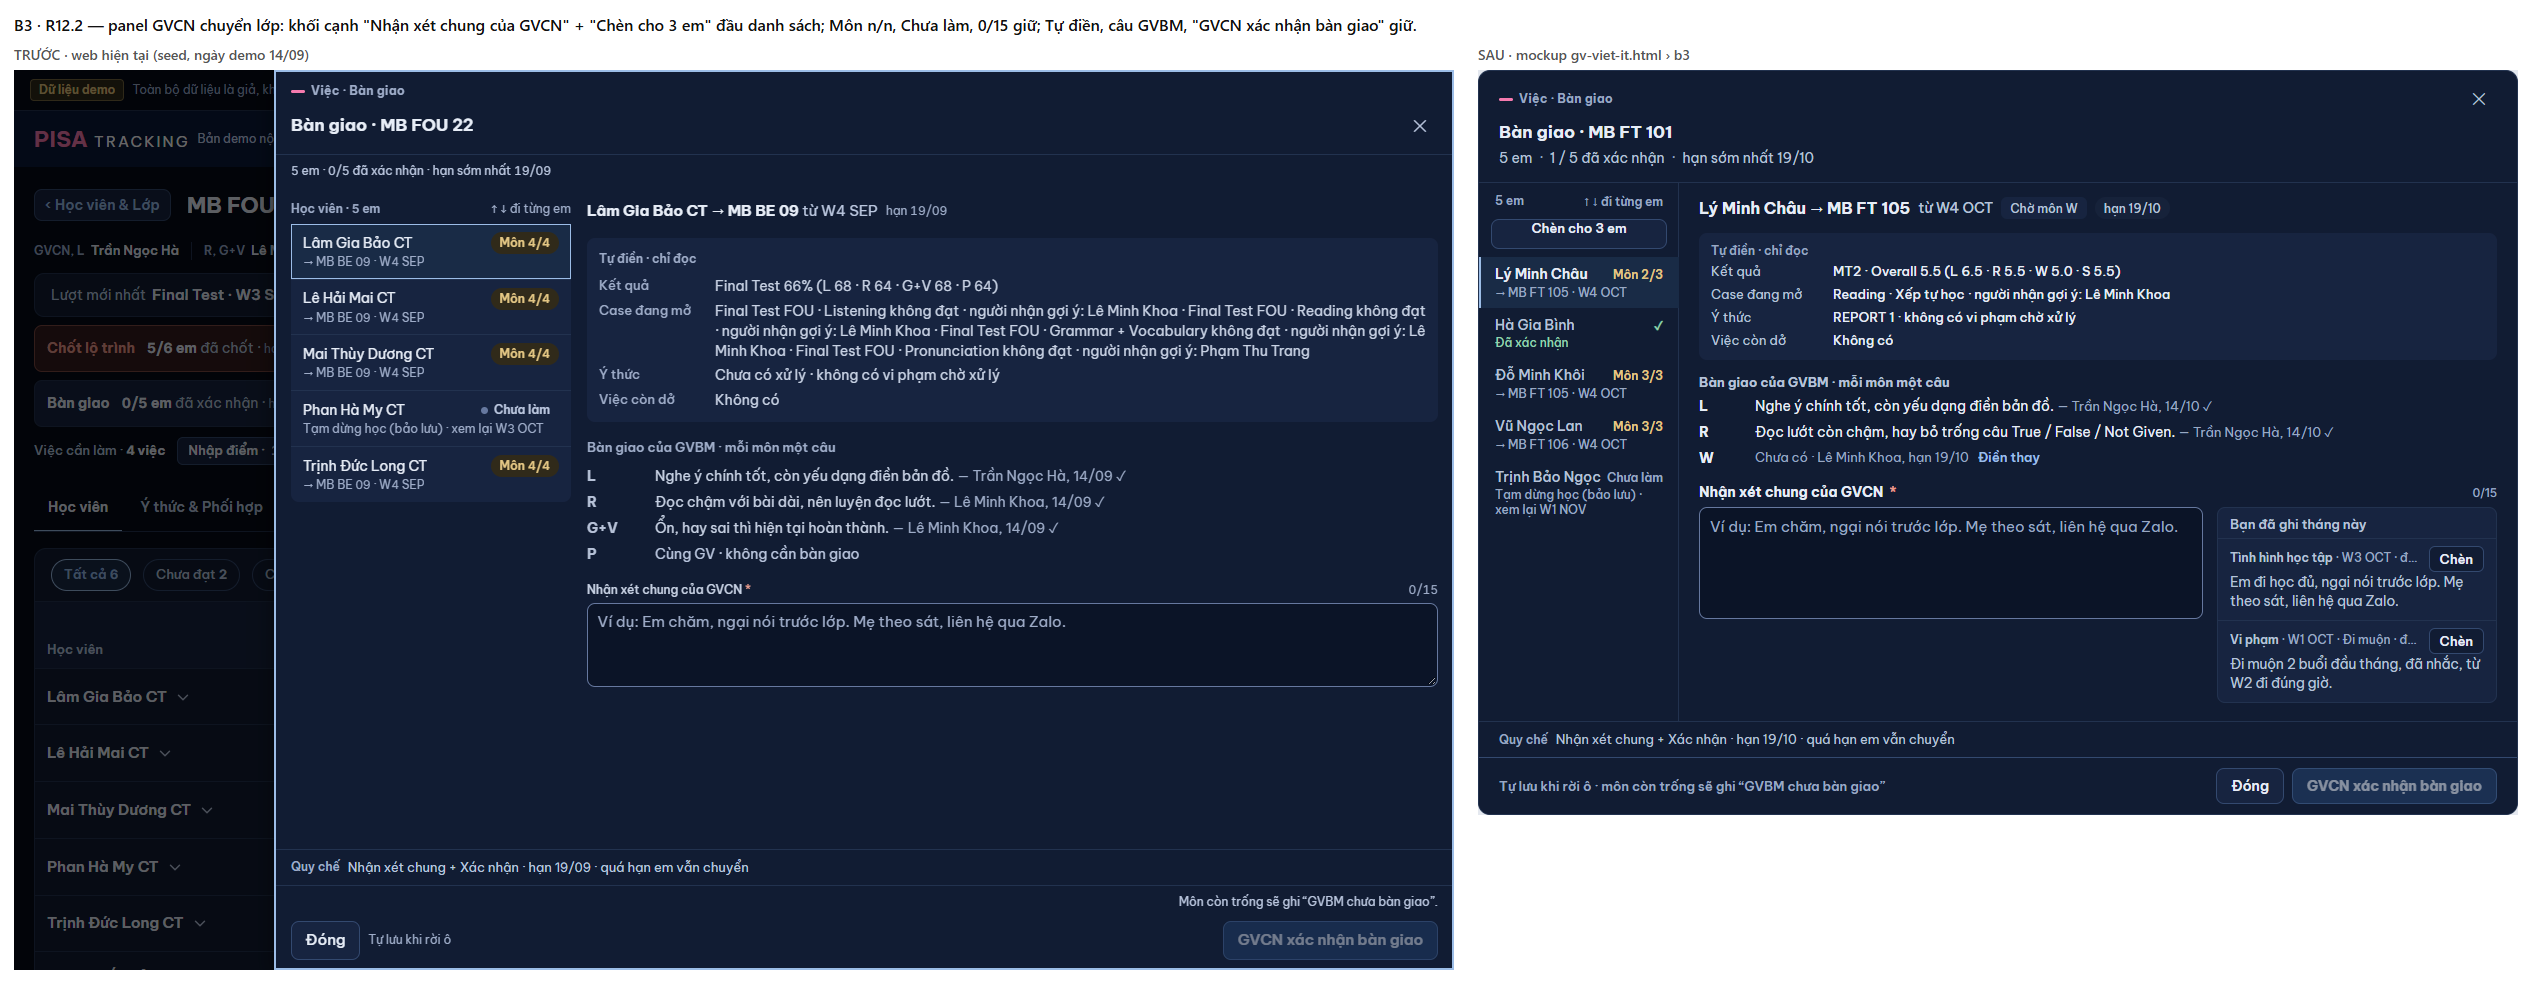 B3 · R12.2 — panel GVCN chuyển lớp: khối cạnh "Nhận xét chung của GVCN" + "Chèn cho 3 em" đầu danh sách; Môn n/n, Chưa làm, 0/15 giữ; Tự điền, câu GVBM, "GVCN xác nhận bàn giao" giữ.
TRƯỚC · web hiện tại (seed, ngày demo 14/09)
Dữ liệu demo Toàn bộ dữ liệu là giả,
PISA TRACKING Bản demo
‹ Học viên & Lớp MB FOU
GVCN, L Trần Ngọc Hà R, G+V Lê
Lượt mới nhất Final Test · W3
Chốt lộ trình 5/6 em đã chốt ·
Bàn giao 0/5 em đã xác nhận ·
Việc cần làm · 4 việc Nhập điểm ·
Học viên Ý thức & Phối hợp
Tất cả 6 Chưa đạt 2
Học viên
Lâm Gia Bảo CT
Lê Hải Mai CT
Mai Thùy Dương CT
Phan Hà My CT
Trịnh Đức Long CT
Việc · Bàn giao
Bàn giao · MB FOU 22
5 em · 0/5 đã xác nhận · hạn sớm nhất 19/09
Học viên · 5 em ↑↓ đi từng em
Lâm Gia Bảo CT Môn 4/4
→ MB BE 09 · W4 SEP
Lê Hải Mai CT Môn 4/4
→ MB BE 09 · W4 SEP
Mai Thùy Dương CT Môn 4/4
→ MB BE 09 · W4 SEP
Phan Hà My CT Chưa làm
Tạm dừng học (bảo lưu) · xem lại W3 OCT
Trịnh Đức Long CT Môn 4/4
→ MB BE 09 · W4 SEP
Lâm Gia Bảo CT → MB BE 09 từ W4 SEP hạn 19/09
Tự điền · chỉ đọc
Kết quả Final Test 66% (L 68 · R 64 · G+V 68 · P 64)
Case đang mở Final Test FOU · Listening không đạt · người nhận gợi ý: Lê Minh Khoa · Final Test FOU · Reading không đạt
· người nhận gợi ý: Lê Minh Khoa · Final Test FOU · Grammar + Vocabulary không đạt · người nhận gợi ý: Lê
Minh Khoa · Final Test FOU · Pronunciation không đạt · người nhận gợi ý: Phạm Thu Trang
Ý thức Chưa có xử lý · không có vi phạm chờ xử lý
Việc còn dở Không có
Bàn giao của GVBM · mỗi môn một câu
L Nghe ý chính tốt, còn yếu dạng điền bản đồ. — Trần Ngọc Hà, 14/09 ✓
R Đọc chậm với bài dài, nên luyện đọc lướt. — Lê Minh Khoa, 14/09 ✓
G+V Ổn, hay sai thì hiện tại hoàn thành. — Lê Minh Khoa, 14/09 ✓
P Cùng GV · không cần bàn giao
Nhận xét chung của GVCN * 0/15
Ví dụ: Em chăm, ngại nói trước lớp. Mẹ theo sát, liên hệ qua Zalo.
Quy chế Nhận xét chung + Xác nhận · hạn 19/09 · quá hạn em vẫn chuyển
Môn còn trống sẽ ghi “GVBM chưa bàn giao”.
Đóng Tự lưu khi rời ô GVCN xác nhận bàn giao
SAU · mockup gv-viet-it.html › b3
Việc · Bàn giao
Bàn giao · MB FT 101
5 em · 1 / 5 đã xác nhận · hạn sớm nhất 19/10
5 em ↑↓ đi từng em
Chèn cho 3 em
Lý Minh Châu Môn 2/3
→ MB FT 105 · W4 OCT
Hà Gia Bình ✓
Đã xác nhận
Đỗ Minh Khôi Môn 3/3
→ MB FT 105 · W4 OCT
Vũ Ngọc Lan Môn 3/3
→ MB FT 106 · W4 OCT
Trịnh Bảo Ngọc Chưa làm
Tạm dừng học (bảo lưu) ·
xem lại W1 NOV
Lý Minh Châu → MB FT 105 từ W4 OCT Chờ môn W hạn 19/10
Tự điền · chỉ đọc
Kết quả MT2 · Overall 5.5 (L 6.5 · R 5.5 · W 5.0 · S 5.5)
Case đang mở Reading · Xếp tự học · người nhận gợi ý: Lê Minh Khoa
Ý thức REPORT 1 · không có vi phạm chờ xử lý
Việc còn dở Không có
Bàn giao của GVBM · mỗi môn một câu
L Nghe ý chính tốt, còn yếu dạng điền bản đồ. — Trần Ngọc Hà, 14/10 ✓
R Đọc lướt còn chậm, hay bỏ trống câu True / False / Not Given. — Trần Ngọc Hà, 14/10 ✓
W Chưa có · Lê Minh Khoa, hạn 19/10 Điền thay
Nhận xét chung của GVCN * 0/15
Ví dụ: Em chăm, ngại nói trước lớp. Mẹ theo sát, liên hệ qua Zalo.
Bạn đã ghi tháng này
Tình hình học tập · W3 OCT · đ... Chèn
Em đi học đủ, ngại nói trước lớp. Mẹ
theo sát, liên hệ qua Zalo.
Vi phạm · W1 OCT · Đi muộn · đ... Chèn
Đi muộn 2 buổi đầu tháng, đã nhắc, từ
W2 đi đúng giờ.
Quy chế Nhận xét chung + Xác nhận · hạn 19/10 · quá hạn em vẫn chuyển
Tự lưu khi rời ô · môn còn trống sẽ ghi “GVBM chưa bàn giao” Đóng GVCN xác nhận bàn giao